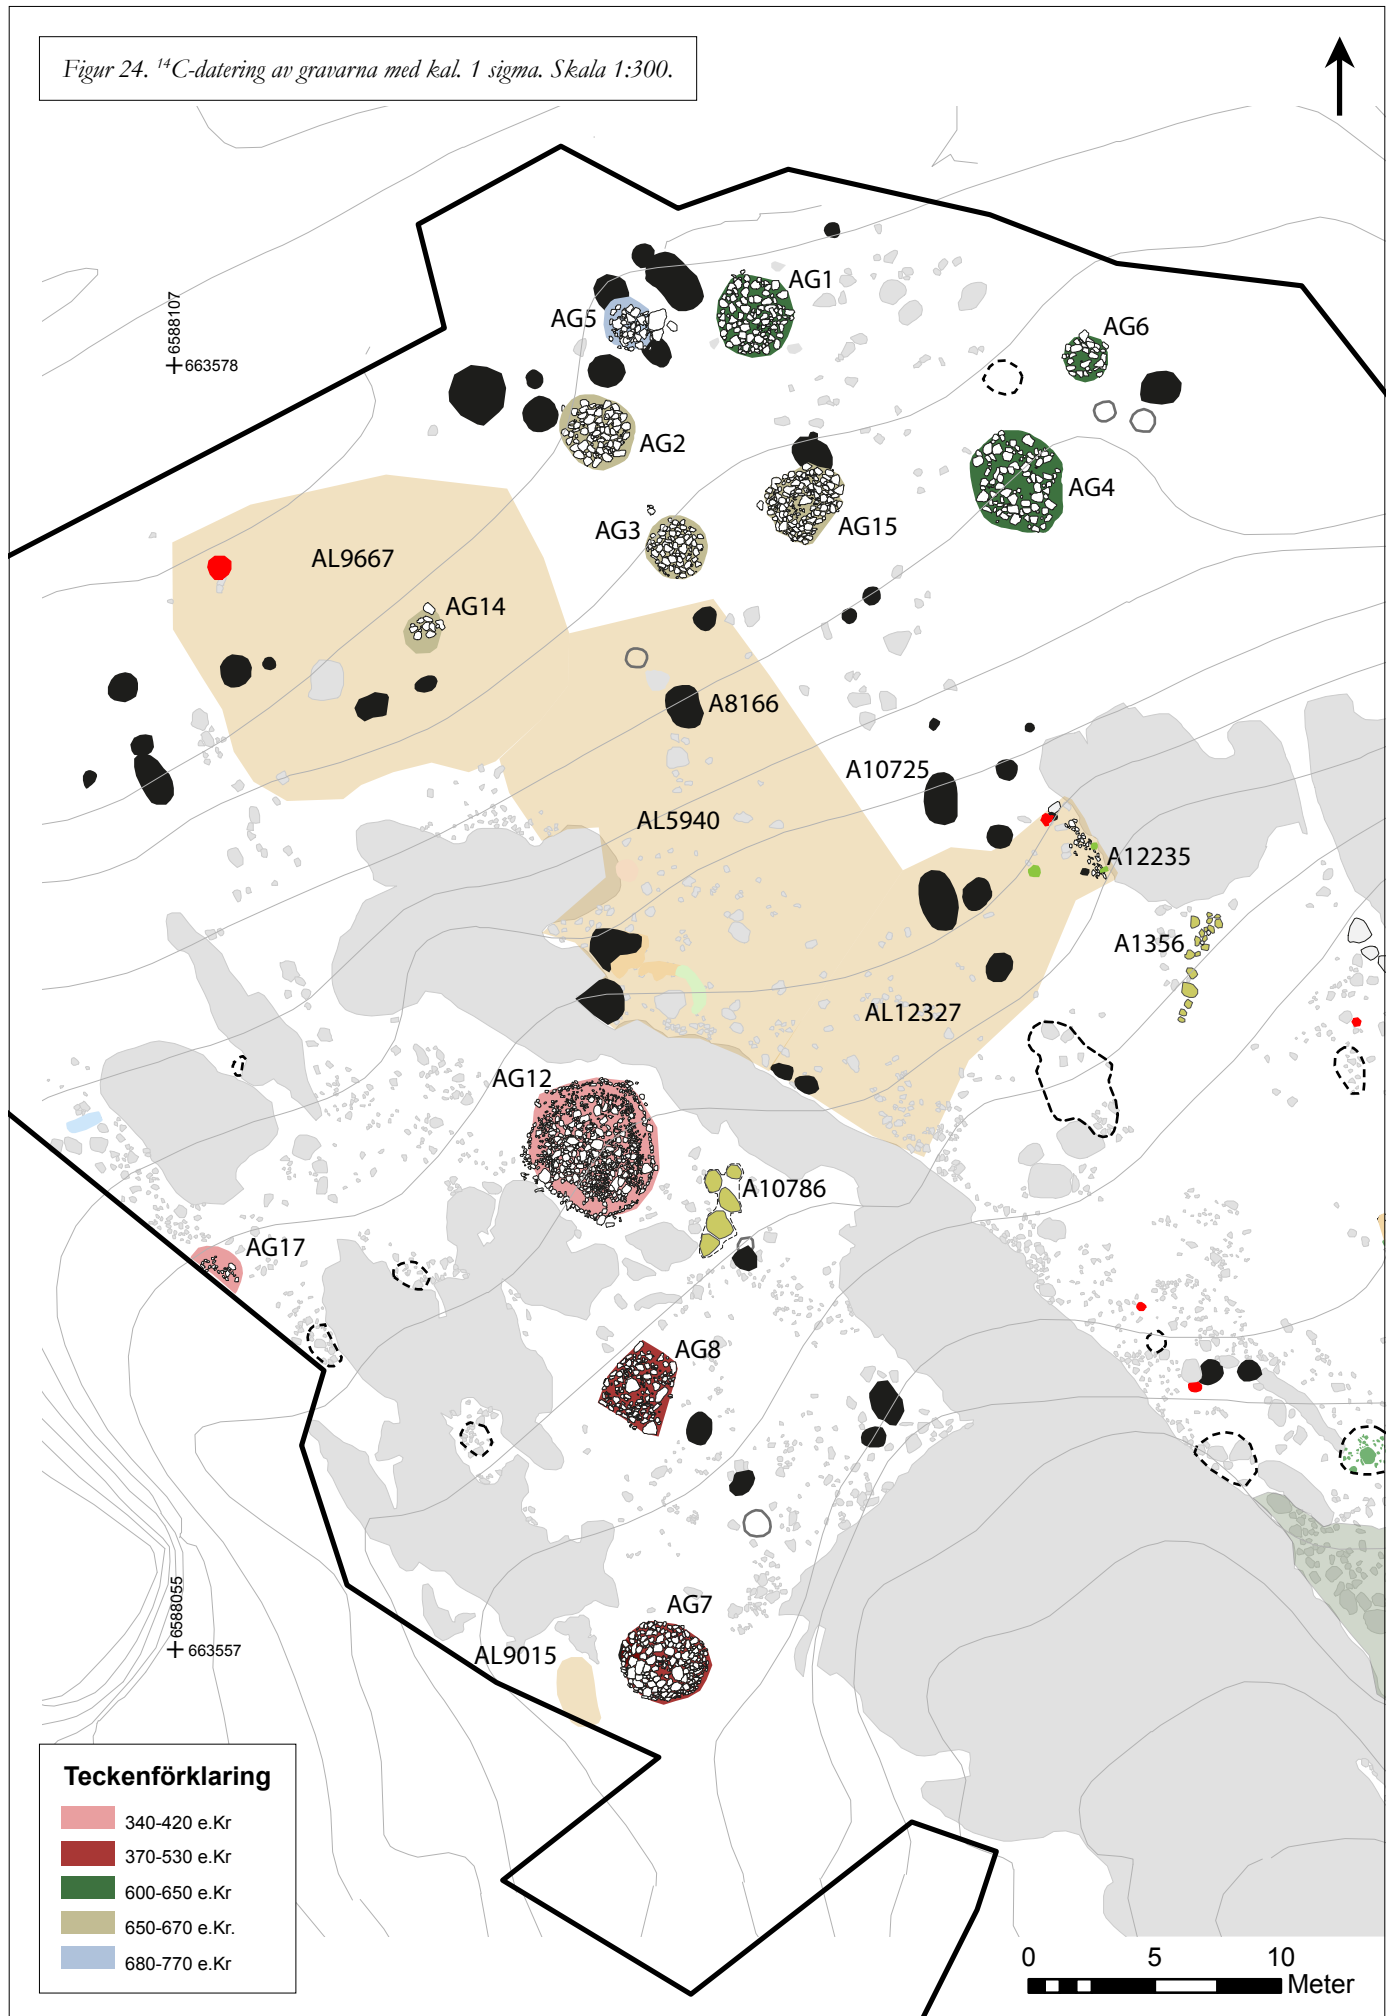 Figur 24. ¹⁴C-datering av gravarna med kal. 1 sigma. Skala 1:300.
AG1
AG5
AG6
6588107
663578
AG2
AG4
AG15
AG3
AL9667
AG14
A8166
A10725
AL5940
A12235
A1356
AL12327
AG12
A10786
AG17
AG8
6588055
663557
AG7
AL9015
Teckenförklaring
340-420 e.Kr
370-530 e.Kr
600-650 e.Kr
650-670 e.Kr.
680-770 e.Kr
0 5 10
Meter